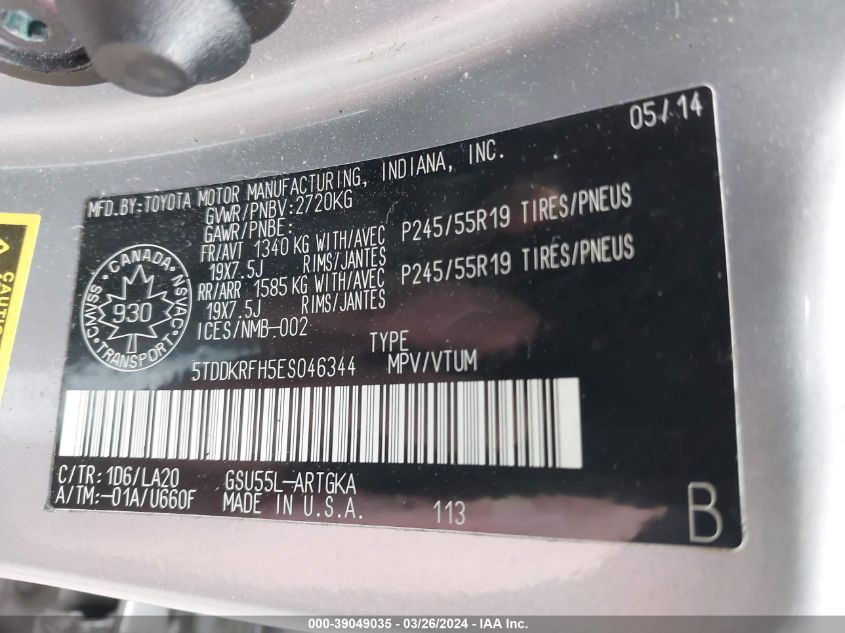 05/14
MFD.BY:TOYOTA MOTOR MANUFACTURING, INDIANA, INC.
GVWR/PNBV:2720KG
GAWR/PNBE:
FR/AVT 1340 KG WITH/AVEC P245/55R19 TIRES/PNEUS
19X7.5J RIMS/JANTES
RR/ARR 1585 KG WITH/AVEC P245/55R19 TIRES/PNEUS
19X7.5J RIMS/JANTES
ICES/NMB-002
CANADA
CMVSS NSVAC
930
TRANSPORT
TYPE
5TDDKRFH5ES046344 MPV/VTUM
C/TR: 1D6/LA20 GSU55L-ARTGKA
A/TM:-01A/U660F MADE IN U.S.A. 113
B
000-39049035 - 03/26/2024 - IAA Inc.